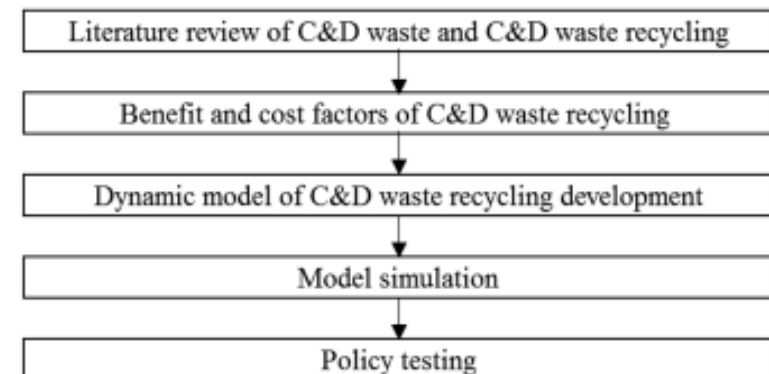 Literature review of C&D waste and C&D waste recycling
Benefit and cost factors of C&D waste recycling
Dynamic model of C&D waste recycling development
Model simulation
Policy testing